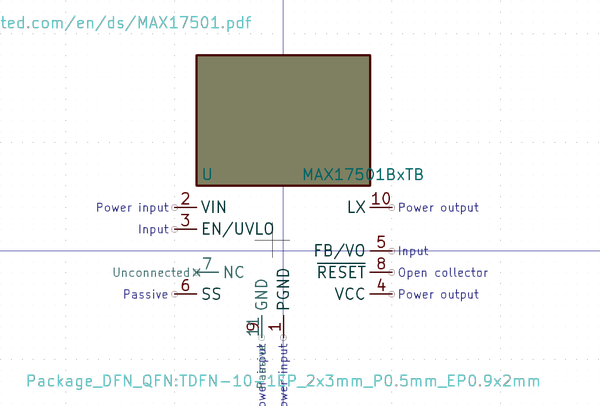 ted.com/en/ds/MAX17501.pdf
U MAX17501BxTB
Power input 2 VIN LX 10 Power output
Input 3 EN/UVLO
FB/VO 5 Input
Unconnected 7 NC RESET 8 Open collector
Passive 6 SS VCC 4 Power output
GND
PGND
1
Package_DFN_QFN:TDFN-10-1EP_2x3mm_P0.5mm_EP0.9x2mm